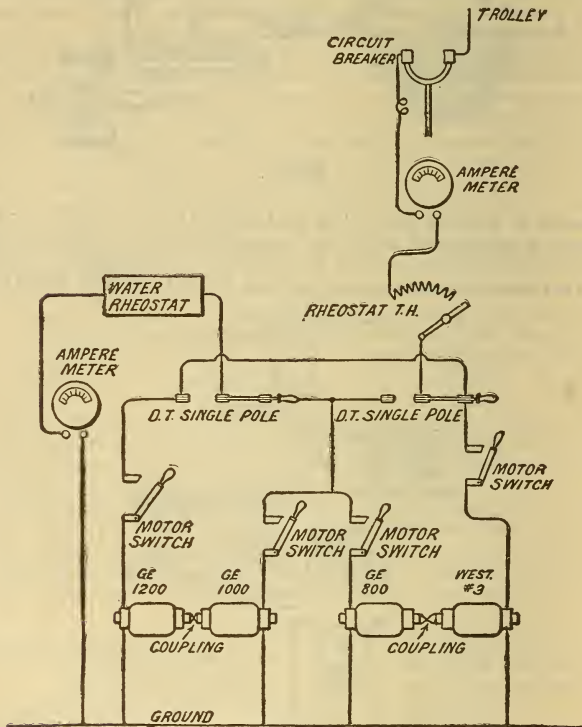 TROLLEY
CIRCUIT
BREAKER
AMPERE
METER
WATER
RHEOSTAT
RHEOSTAT T.H.
AMPERE
METER
D.T. SINGLE POLE
D.T. SINGLE POLE
MOTOR
SWITCH
MOTOR
SWITCH
MOTOR
SWITCH
MOTOR
SWITCH
GE
1200
GE
1000
GE
800
WEST.
#3
COUPLING
COUPLING
GROUND